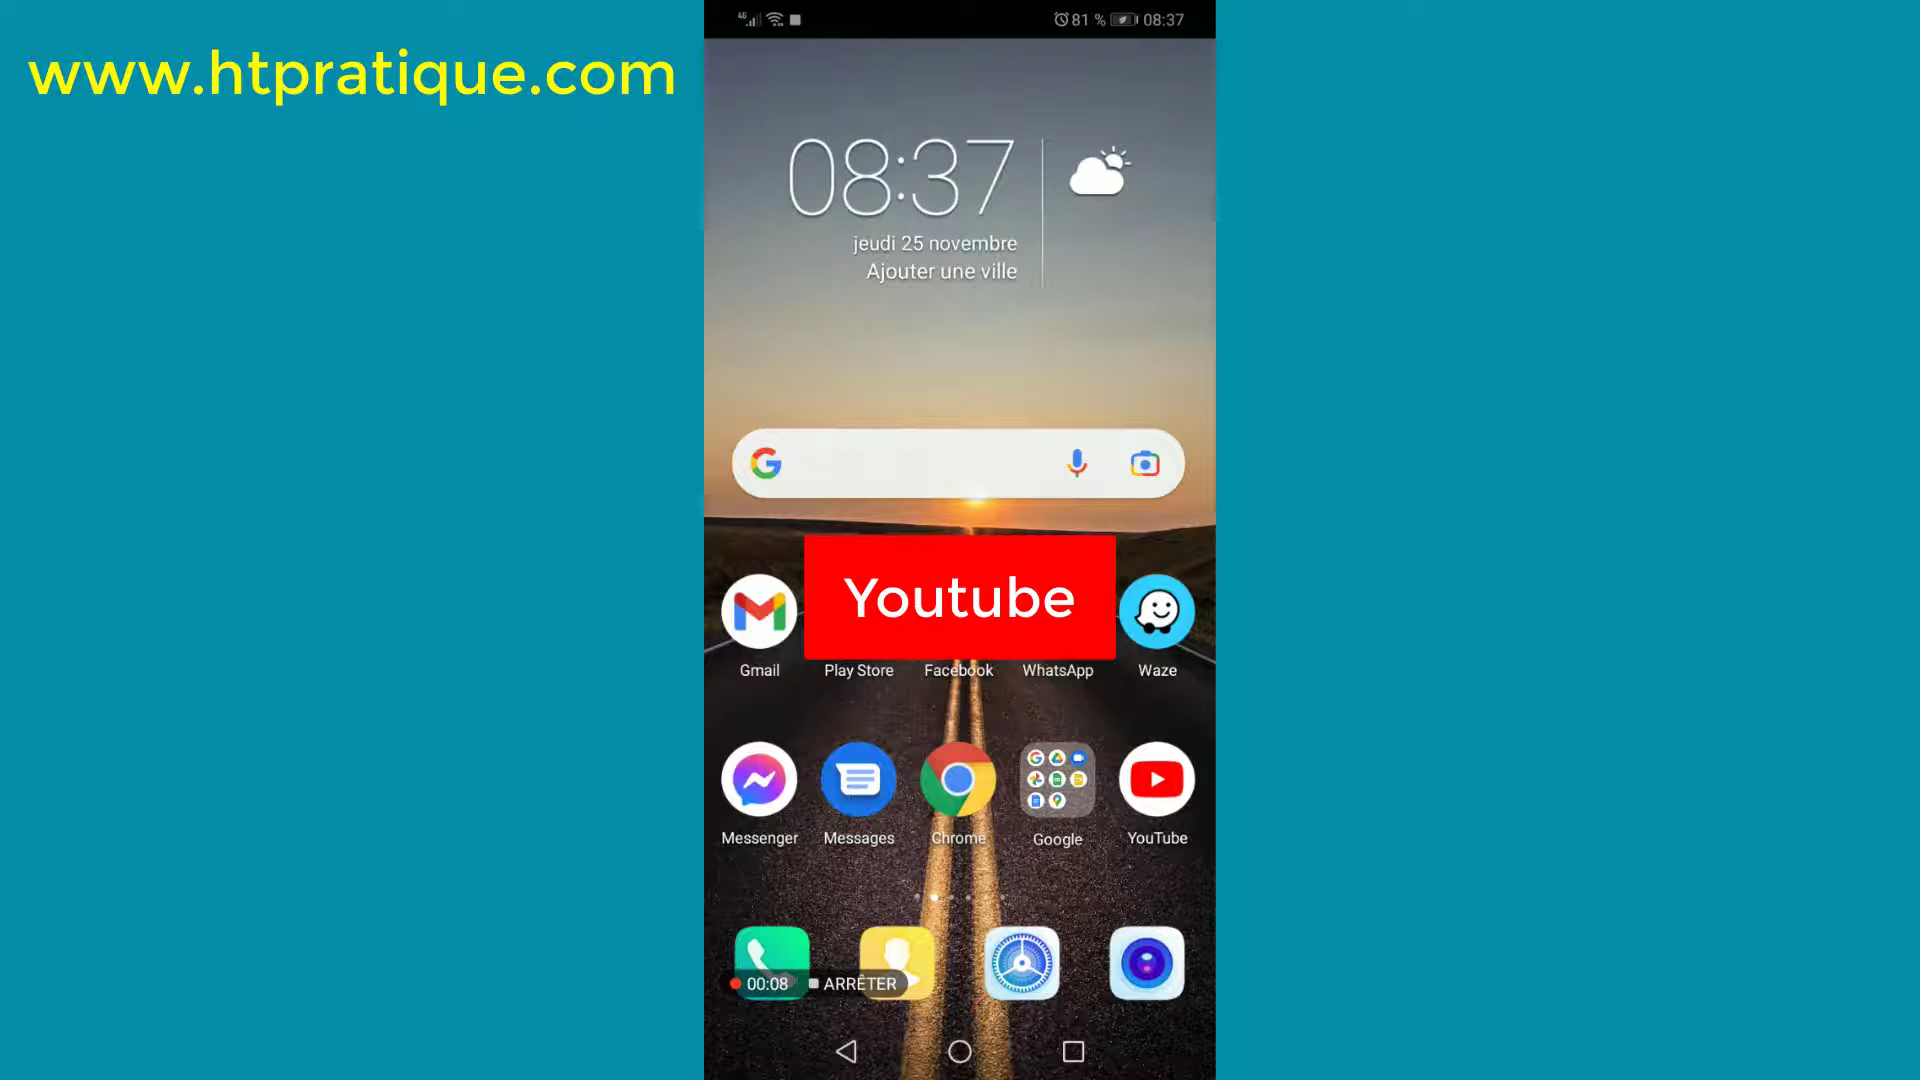 www.htpratique.com
4G 81 % 08:37
08:37
jeudi 25 novembre
Ajouter une ville
Youtube
Gmail Play Store Facebook WhatsApp Waze
Messenger Messages Chrome Google YouTube
00:08 ARRÊTER